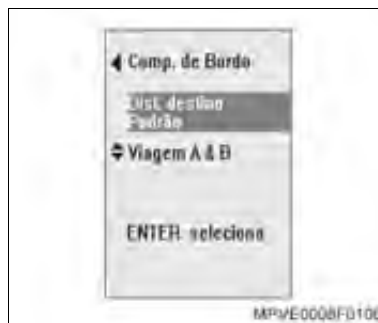 Comp. de Bordo
Dist. destino
Padrão
Viagem A & B
ENTER seleciona
MPVE0008F0106